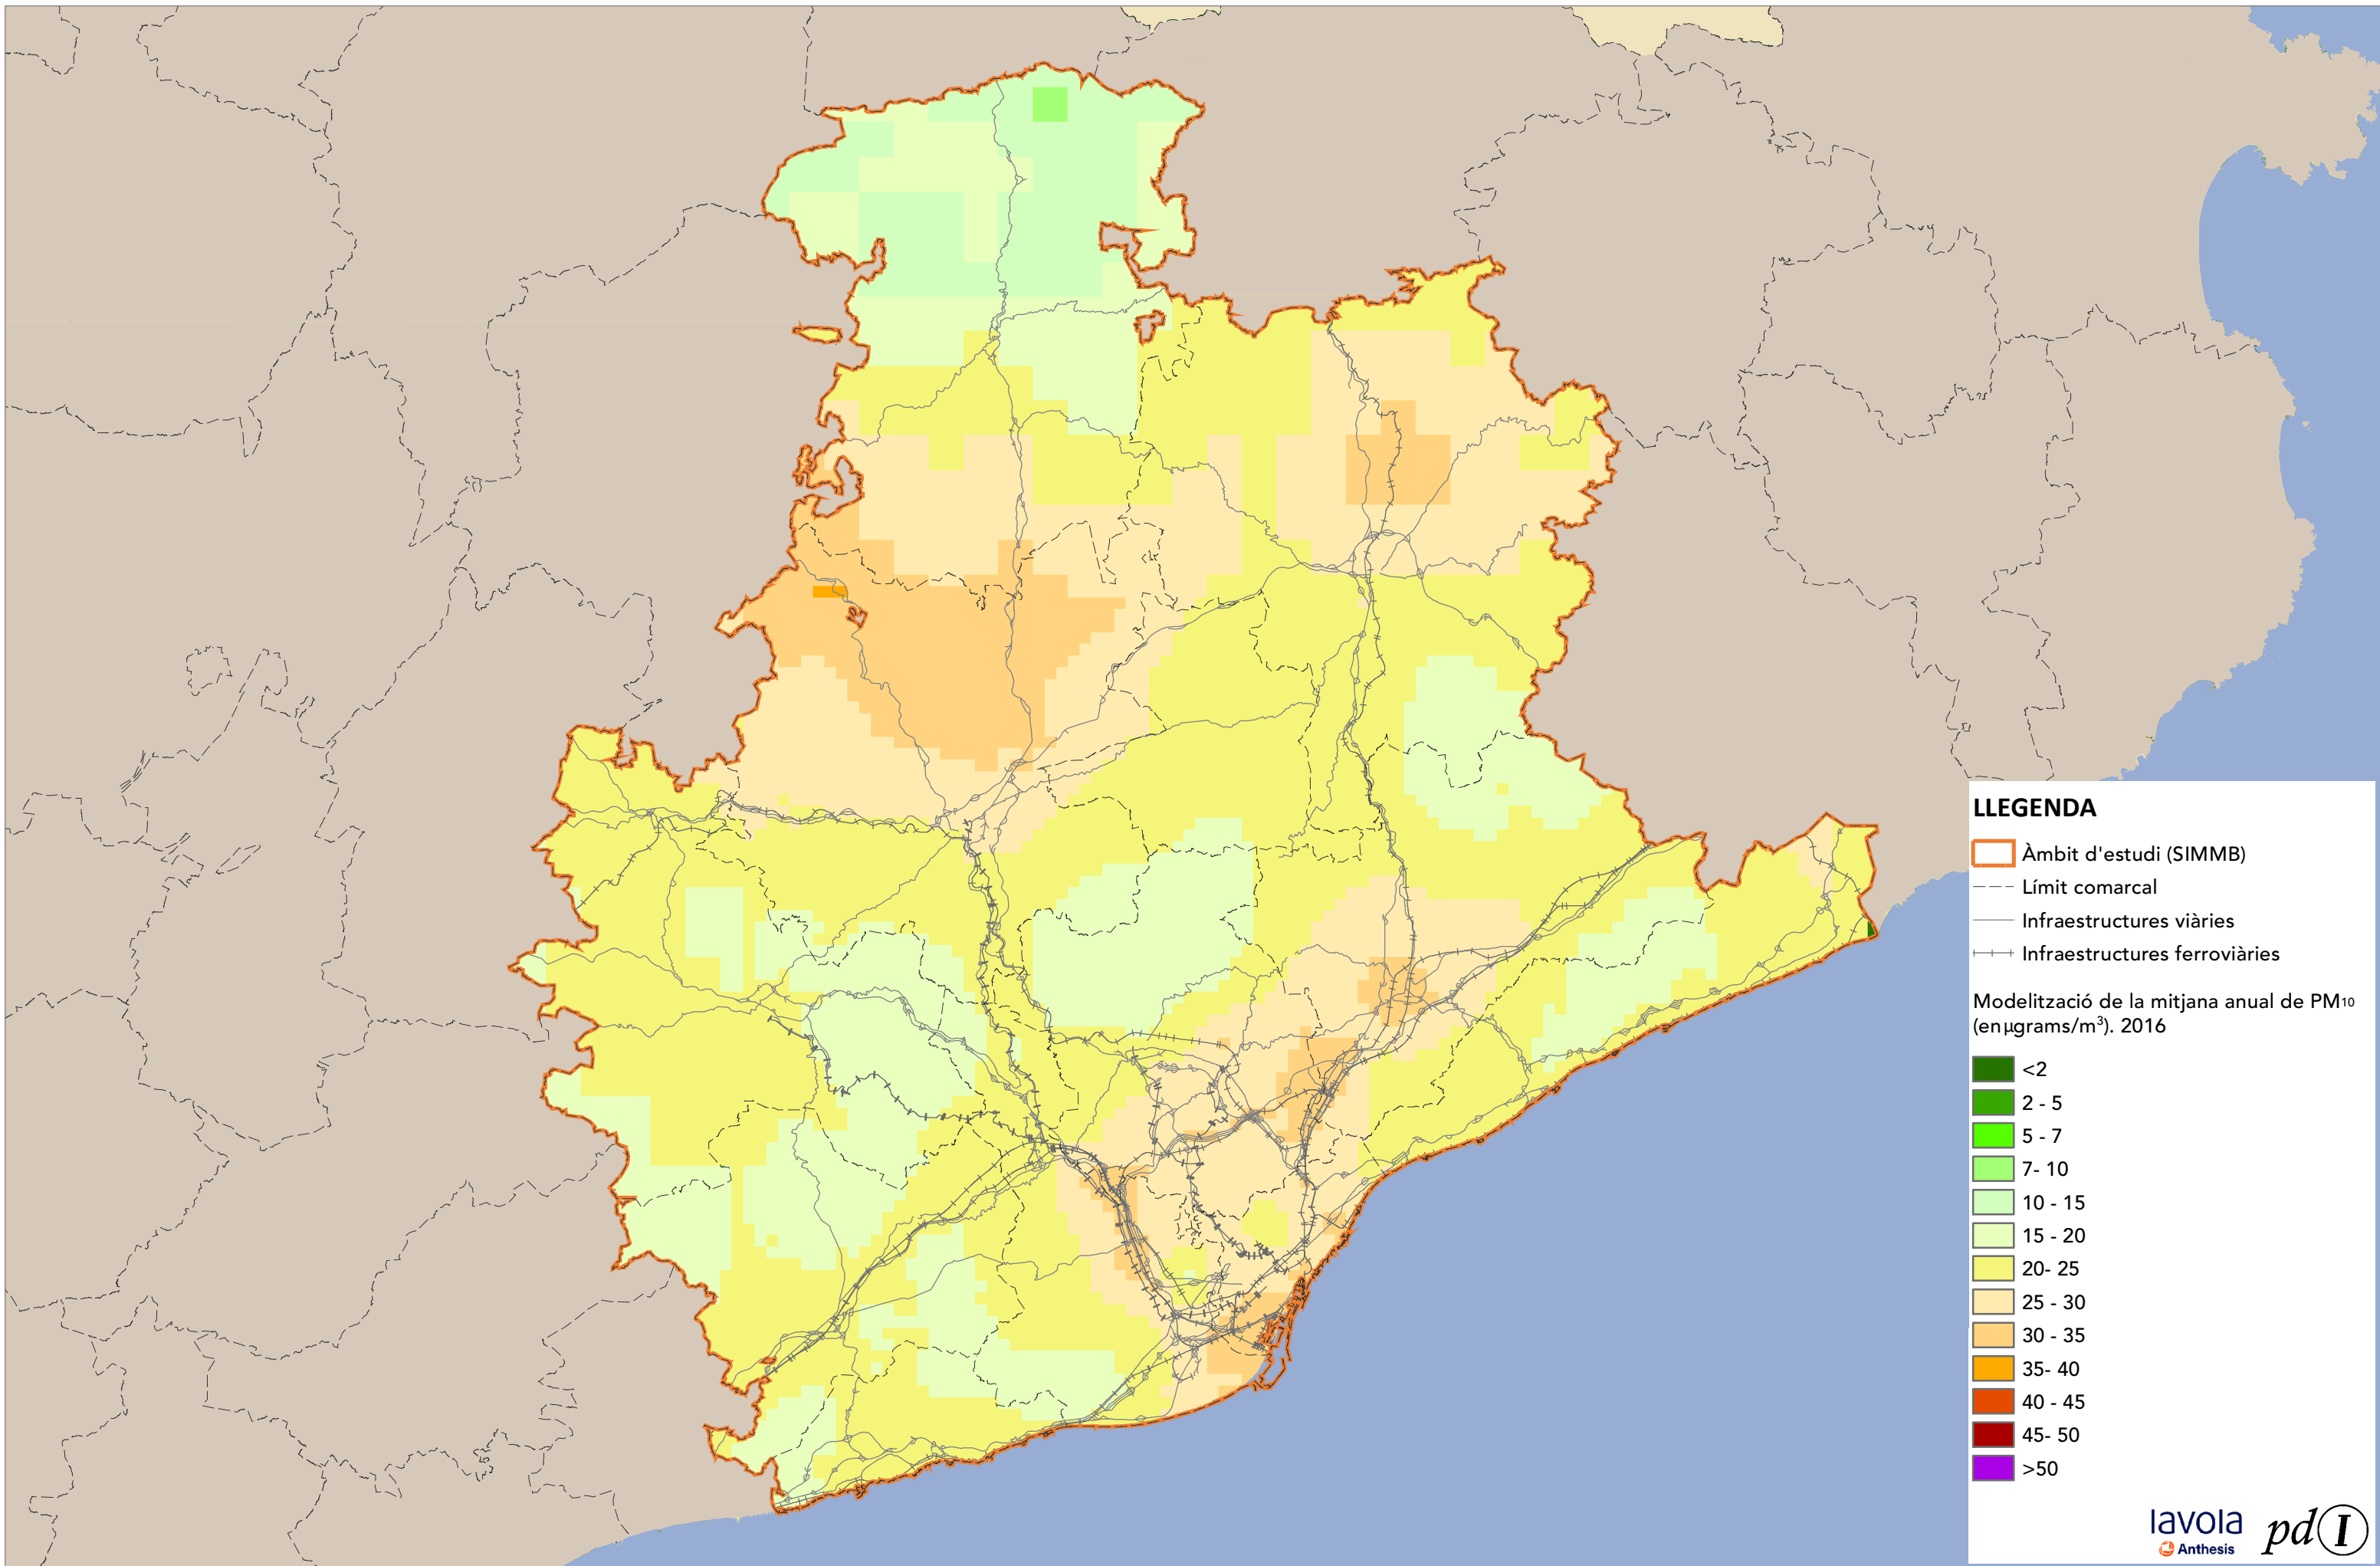 LLEGENDA
Àmbit d'estudi (SIMMB)
Límit comarcal
Infraestructures viàries
Infraestructures ferroviàries
Modelització de la mitjana anual de PM10
(enµgrams/m³). 2016
<2
2 - 5
5 - 7
7- 10
10 - 15
15 - 20
20- 25
25 - 30
30 - 35
35- 40
40 - 45
45- 50
>50
lavola
Anthesis
pdI